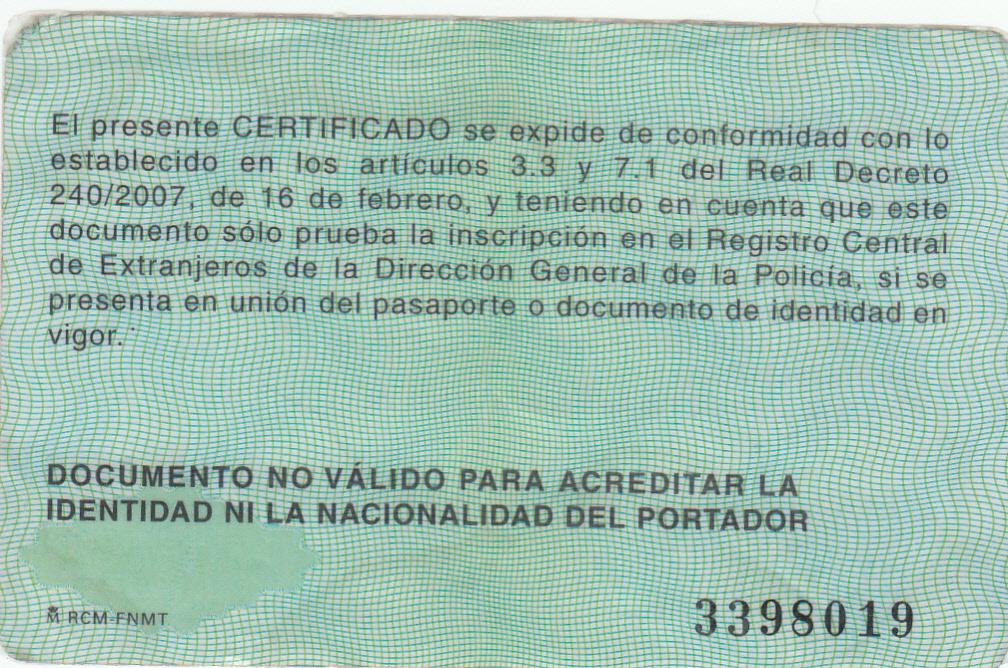 El presente CERTIFICADO se expide de conformidad con lo
establecido en los artículos 3.3 y 7.1 del Real Decreto
240/2007, de 16 de febrero, y teniendo en cuenta que este
documento sólo prueba la inscripción en el Registro Central
de Extranjeros de la Dirección General de la Policía, si se
presenta en unión del pasaporte o documento de identidad en
vigor.
DOCUMENTO NO VÁLIDO PARA ACREDITAR LA
IDENTIDAD NI LA NACIONALIDAD DEL PORTADOR
M RCM-FNMT
3398019